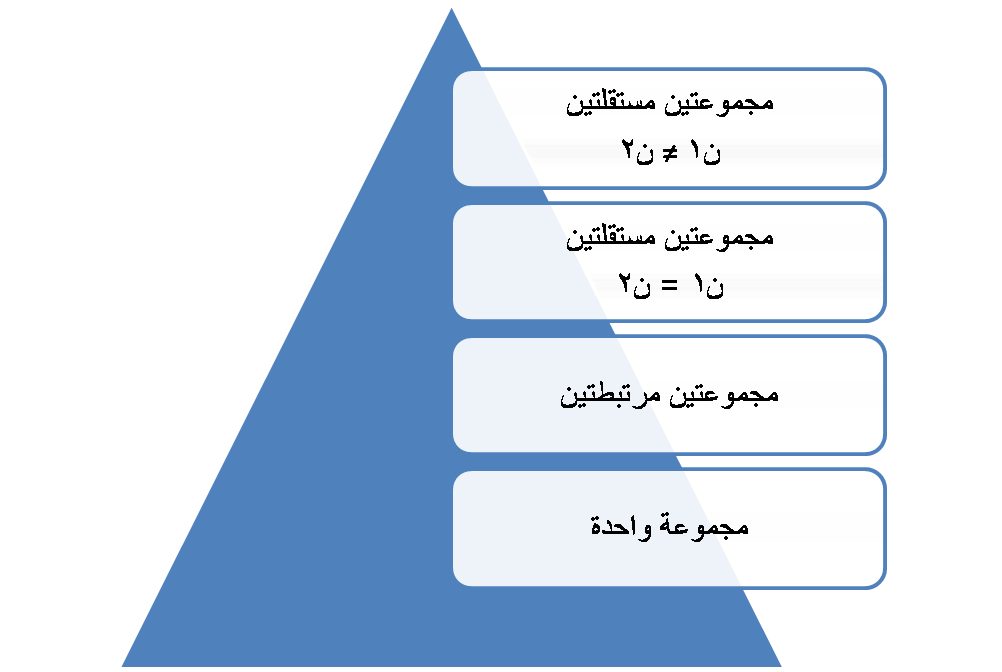 مجموعتين مستقلتين
ن١ ≠ ن٢
مجموعتين مستقلتين
ن١ = ن٢
مجموعتين مرتبطتين
مجموعة واحدة